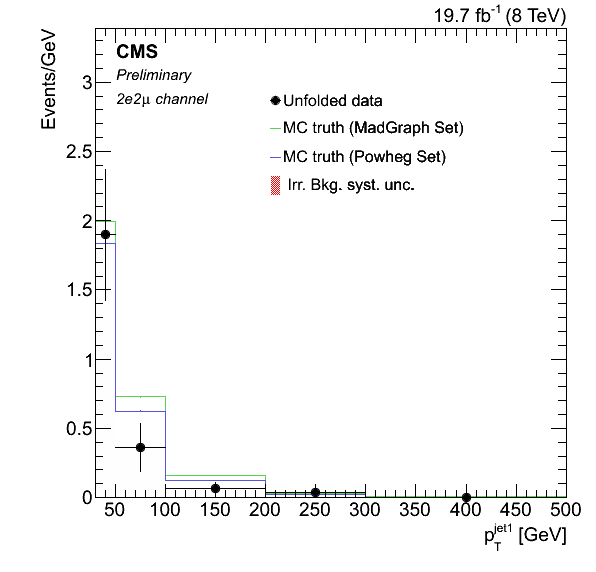 19.7 fb⁻¹ (8 TeV)
Events/GeV
CMS
Preliminary
2e2μ channel
Unfolded data
MC truth (MadGraph Set)
MC truth (Powheg Set)
Irr. Bkg. syst. unc.
3
2.5
2
1.5
1
0.5
0
50 100 150 200 250 300 350 400 450 500
p_T^jet1 [GeV]